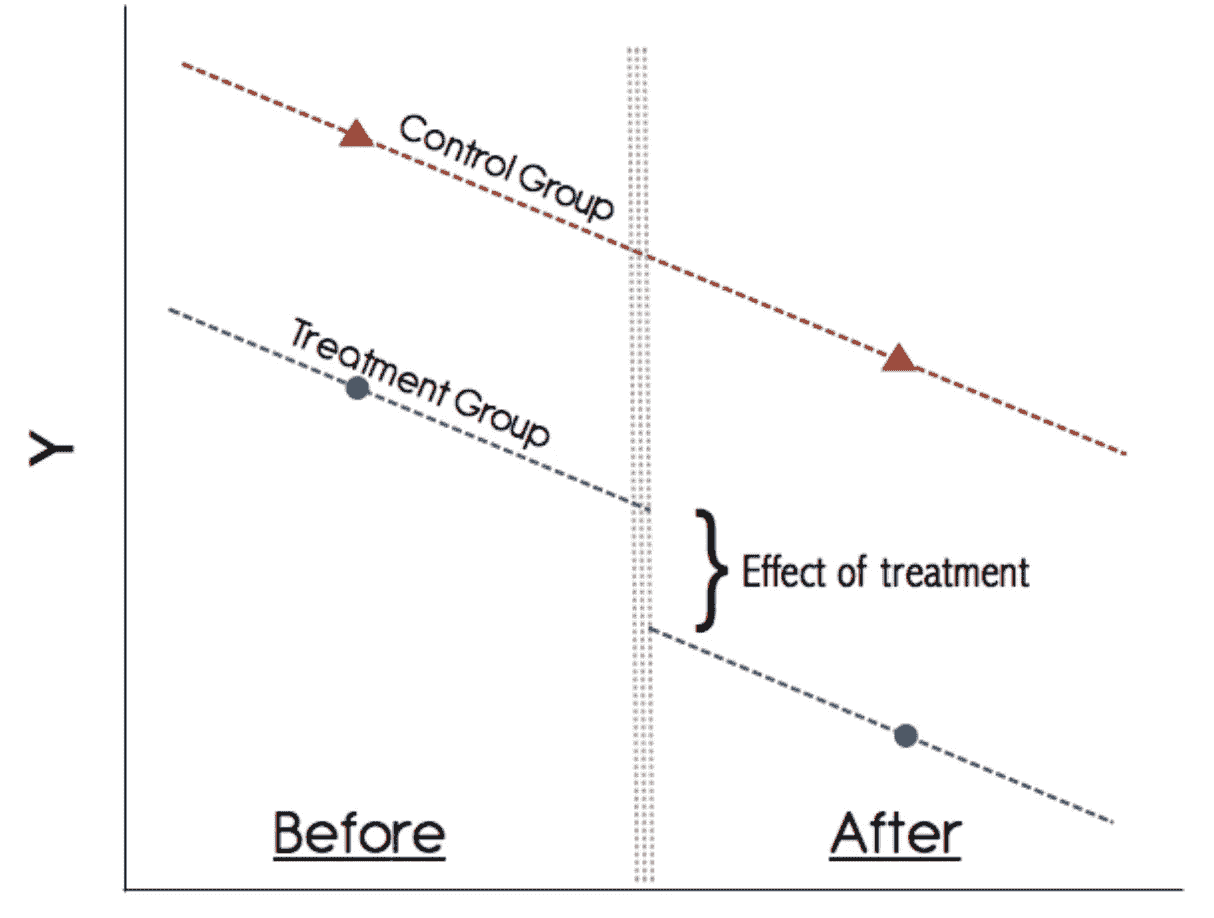 Control Group
Treatment Group
Y
} Effect of treatment
Before
After